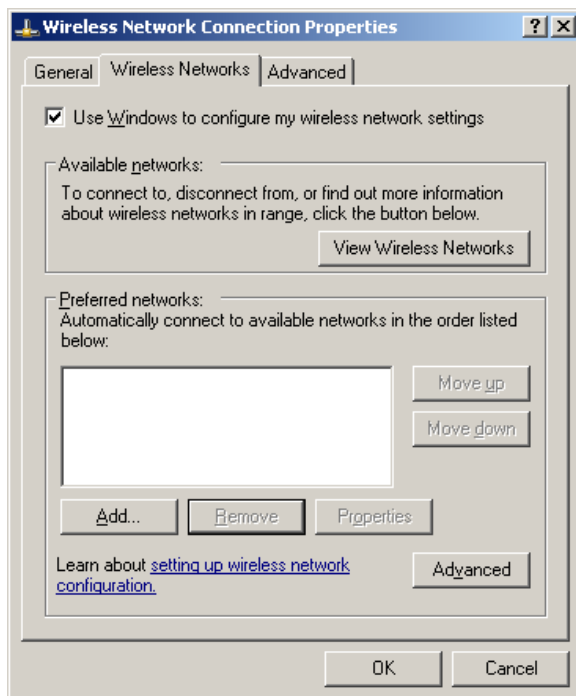 Wireless Network Connection Properties
General
Wireless Networks
Advanced
Use Windows to configure my wireless network settings
Available networks:
To connect to, disconnect from, or find out more information
about wireless networks in range, click the button below.
View Wireless Networks
Preferred networks:
Automatically connect to available networks in the order listed
below:
Move up
Move down
Add...
Remove
Properties
Learn about setting up wireless network
configuration.
Advanced
OK
Cancel